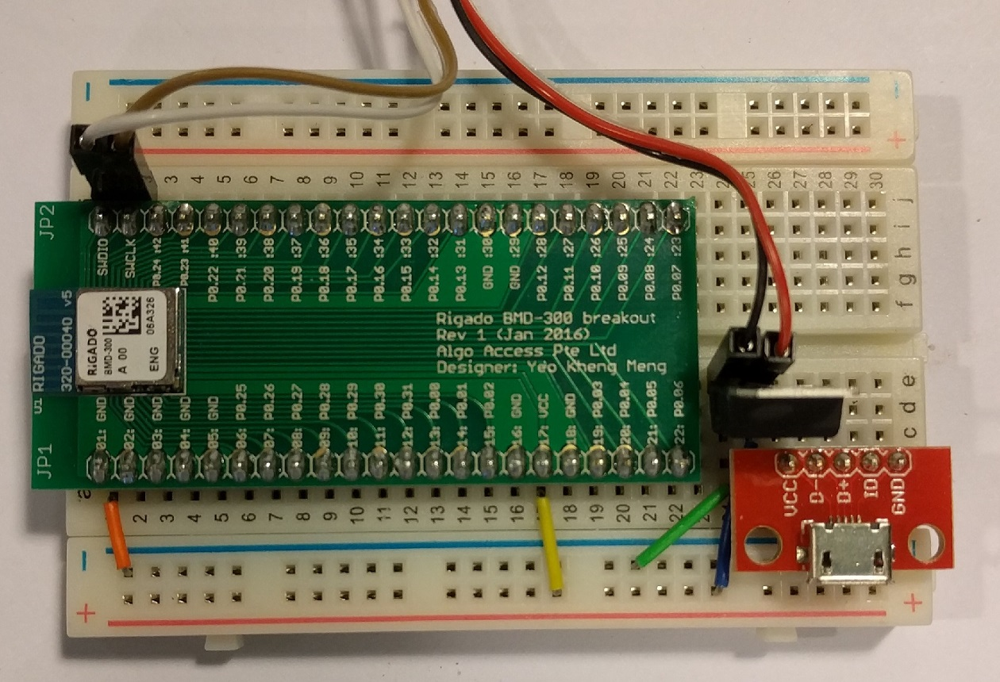 -
+
3 4 5 6 7 8 9 10 11 12 13 14 15 16 17 18 19 20 21 22 23 25 26 27 28 29 30
j
i
h
g
f
JP2
SWDIO
SWCLK
P0.24 :42
P0.23 :41
P0.22 :40
P0.21 :39
P0.20 :38
P0.19 :37
P0.18 :36
P0.17 :35
P0.16 :34
P0.15 :33
P0.14 :32
P0.13 :31
GND :30
GND :29
P0.12 :28
P0.11 :27
P0.10 :26
P0.09 :25
P0.08 :24
P0.07 :23
U1 RIGADO
320-00040 v5
RiGADO
BMD-300
A 00
ENG 06A326
Rigado BMD-300 breakout
Rev 1 (Jan 2016)
Algo Access Pte Ltd
Designer: Yeo Kheng Meng
JP1
01: GND
02: GND
03: GND
04: GND
05: GND
06: P0.25
07: P0.26
08: P0.27
09: P0.28
10: P0.29
11: P0.30
12: P0.31
13: P0.00
14: P0.01
15: P0.02
16: GND
17: VCC
18: GND
19: P0.03
20: P0.04
21: P0.05
22: P0.06
e
d
c
a
VCC
D-
D+
ID
GND
2 3 4 5 6 7 8 9 10 11 12 13 14 15 16 18 19 20 21 22
-
-
+
+